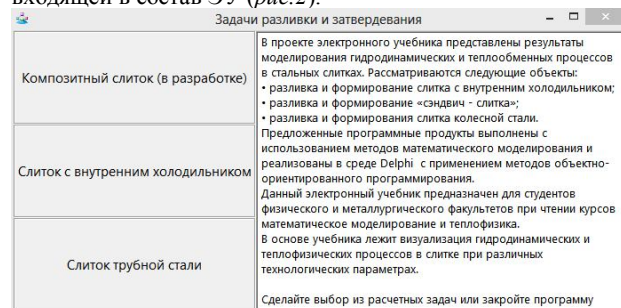 входящей в состав ЭУ (рис.2).
Задачи разливки и затвердевания
Композитный слиток (в разработке)
Слиток с внутренним холодильником
Слиток трубной стали
В проекте электронного учебника представлены результаты
моделирования гидродинамических и теплообменных процессов
в стальных слитках. Рассматриваются следующие объекты:
• разливка и формирование слитка с внутренним холодильником;
• разливка и формирование «сэндвич - слитка»;
• разливка и формирования слитка колесной стали.
Предложенные программные продукты выполнены с
использованием методов математического моделирования и
реализованы в среде Delphi с применением методов объектно-
ориентированного программирования.
Данный электронный учебник предназначен для студентов
физического и металлургического факультетов при чтении курсов
математическое моделирование и теплофизика.
В основе учебника лежит визуализация гидродинамических и
теплофизических процессов в слитке при различных
технологических параметрах.
Сделайте выбор из расчетных задач или закройте программу